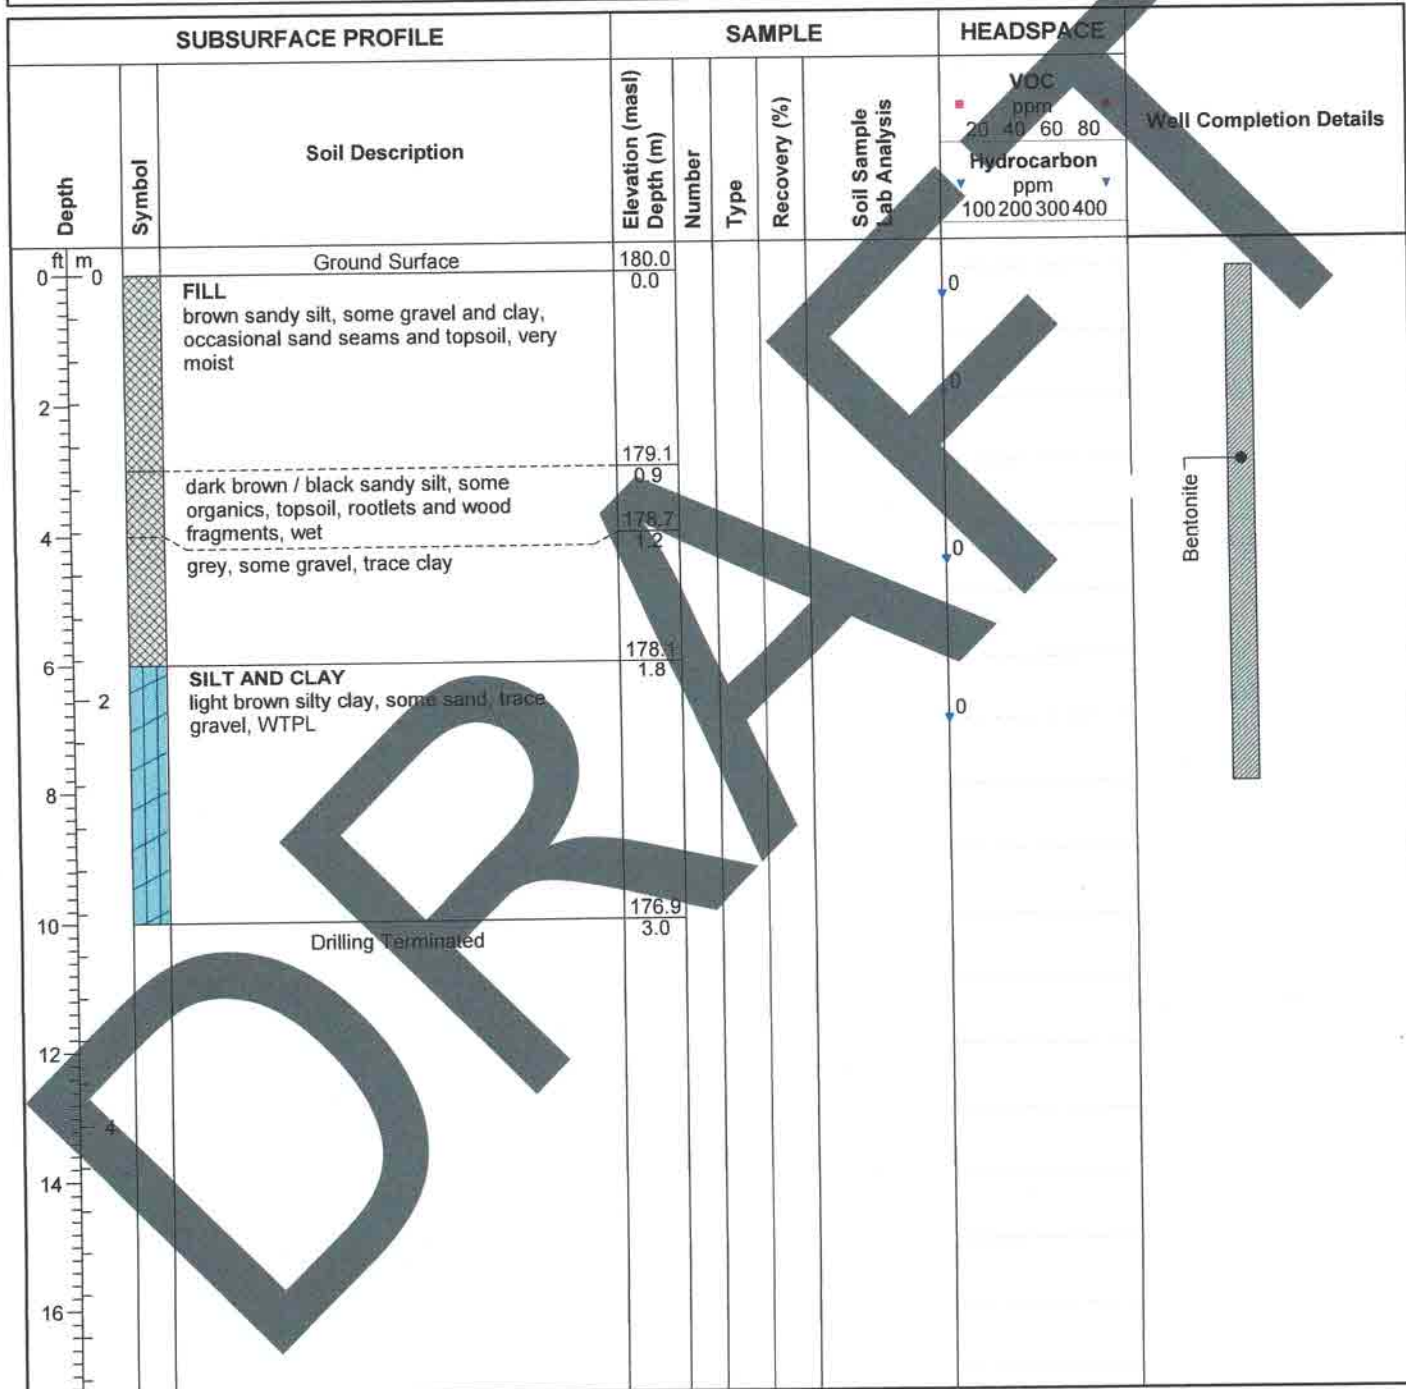 SUBSURFACE PROFILE
SAMPLE
HEADSPACE
Depth
Symbol
Soil Description
Elevation (masl)
Depth (m)
Number
Type
Recovery (%)
Soil Sample
Lab Analysis
VOC
ppm
20 40 60 80
Hydrocarbon
ppm
100 200 300 400
Well Completion Details
ft m
0 0
Ground Surface
180.0
0.0
FILL
brown sandy silt, some gravel and clay,
occasional sand seams and topsoil, very
moist
0
0
2
179.1
0.9
dark brown / black sandy silt, some
organics, topsoil, rootlets and wood
fragments, wet
178.7
1.2
4
grey, some gravel, trace clay
0
Bentonite
178.1
1.8
6
SILT AND CLAY
light brown silty clay, some sand, trace
gravel, WTPL
2
0
8
176.9
3.0
10
Drilling Terminated
12
4
14
16
DRAFT